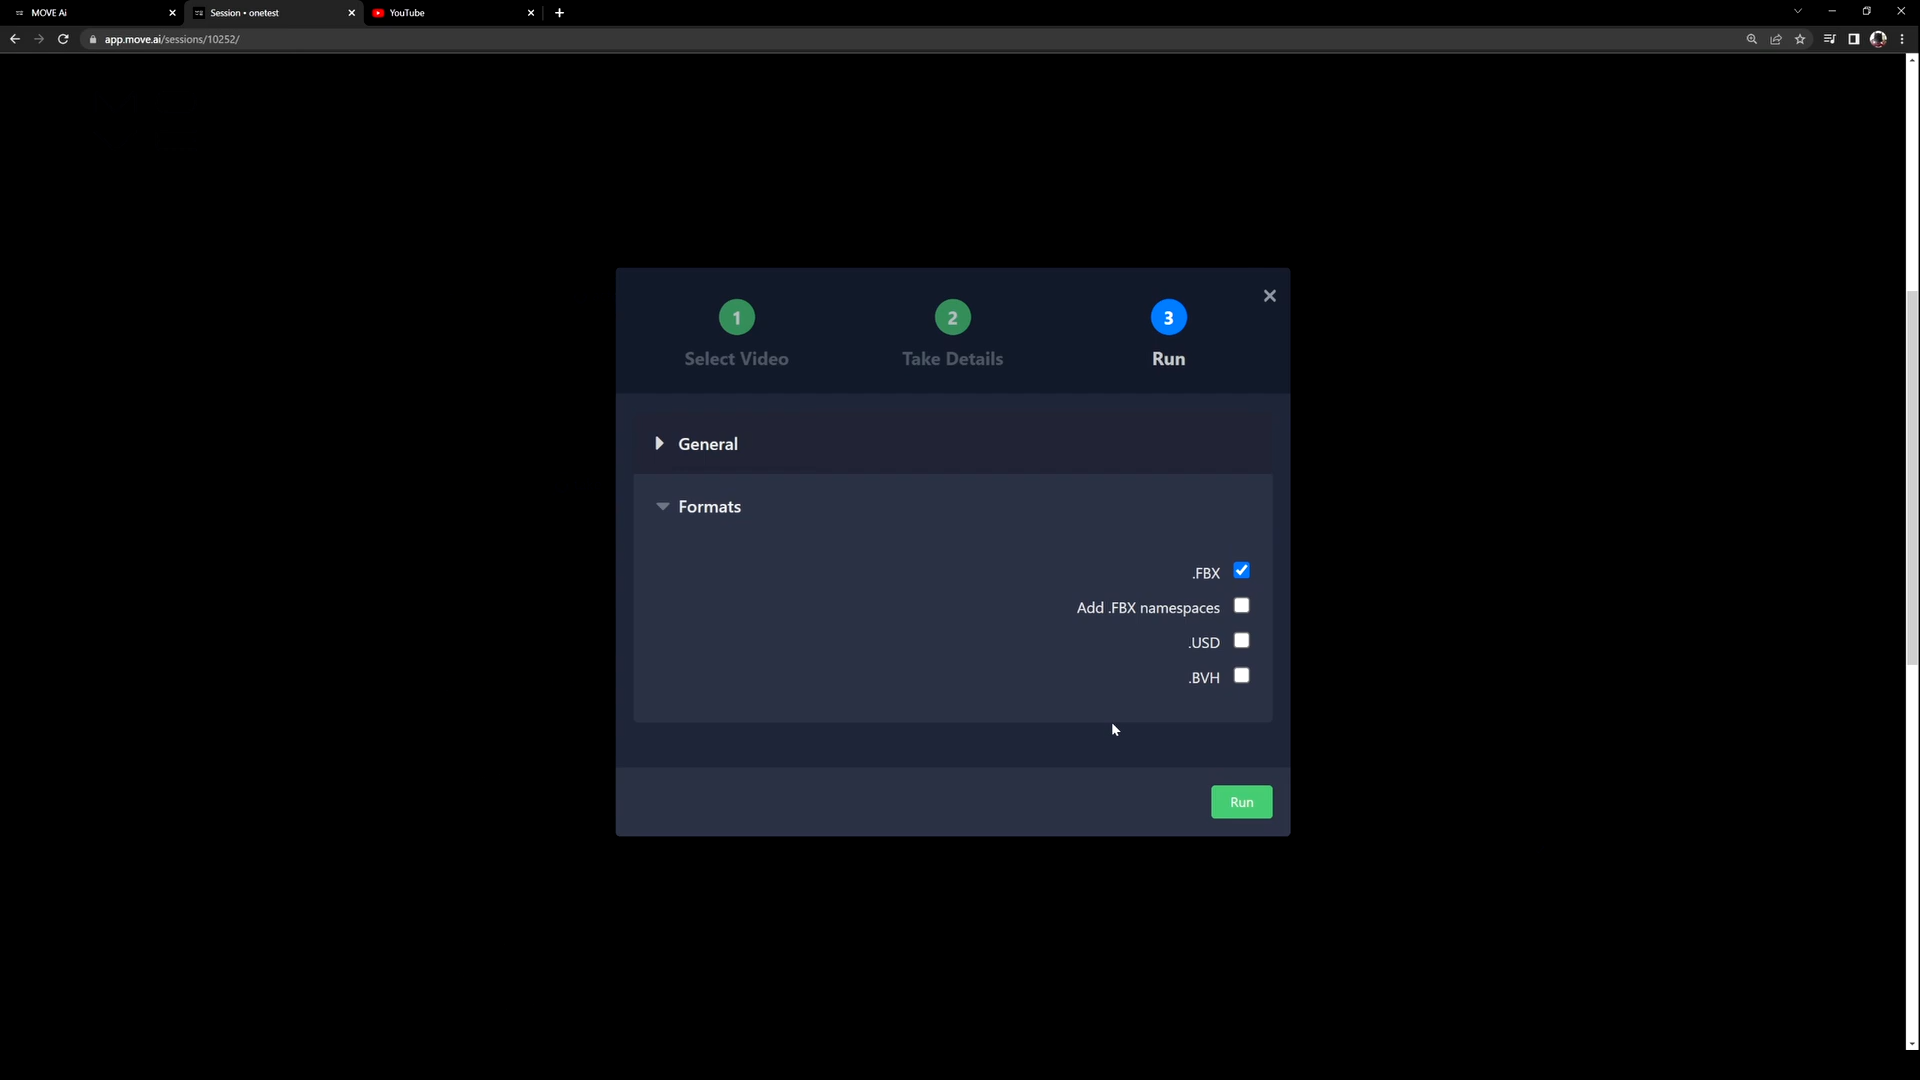 MOVE Ai
Session • onetest
YouTube
app.move.ai/sessions/10252/
1
2
3
Select Video
Take Details
Run
General
Formats
.FBX
Add .FBX namespaces
.USD
.BVH
Run